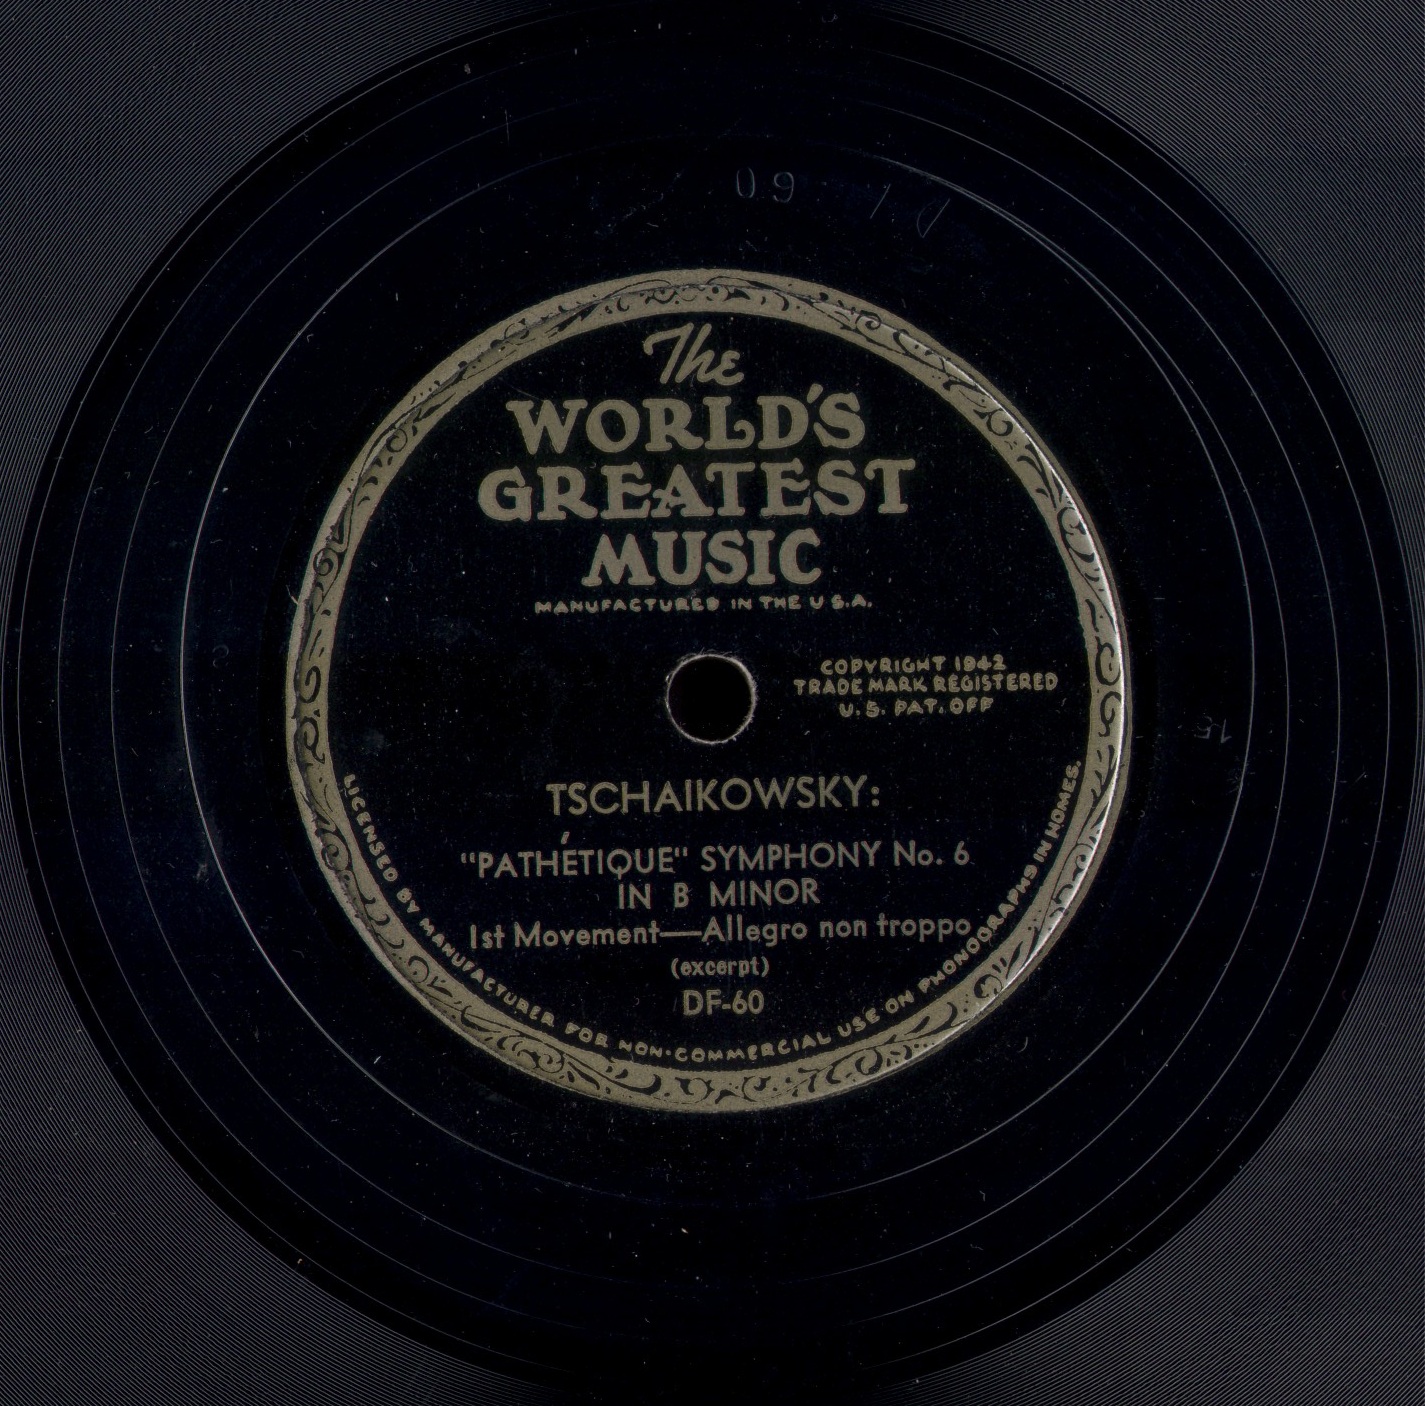 The
WORLD'S
GREATEST
MUSIC
MANUFACTURED IN THE U.S.A.
COPYRIGHT 1942
TRADE MARK REGISTERED
U.S. PAT. OFF
TSCHAIKOWSKY:
"PATHÉTIQUE" SYMPHONY No. 6
IN B MINOR
1st Movement—Allegro non troppo
(excerpt)
DF-60
LICENSED BY MANUFACTURER FOR NON-COMMERCIAL USE ON PHONOGRAPHS IN HOMES.